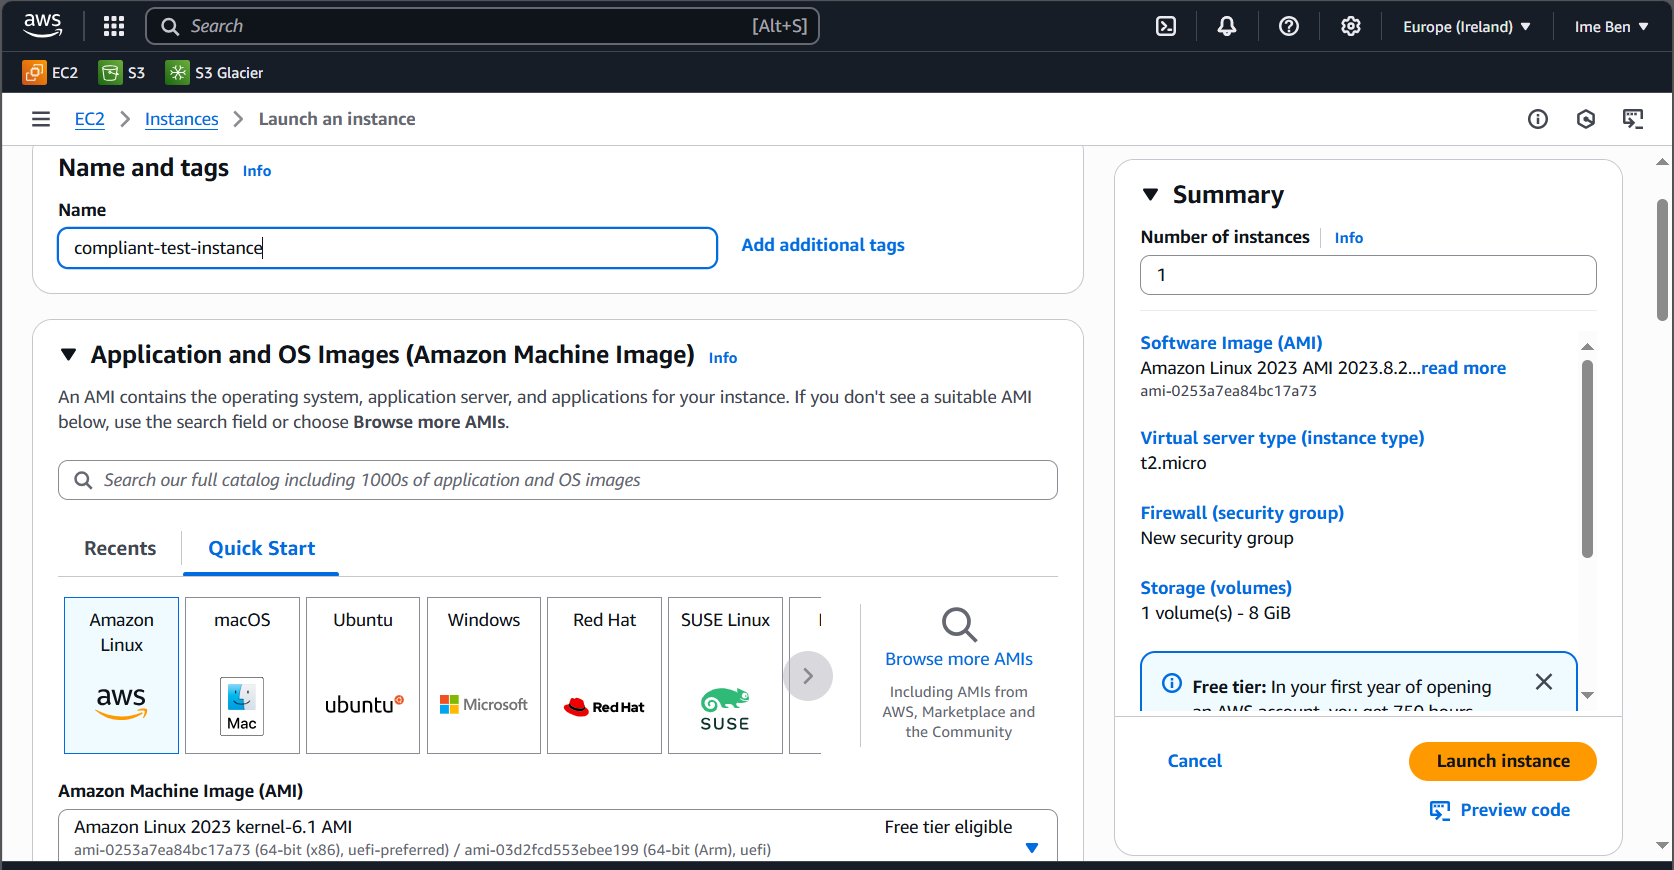 aws
Search [Alt+S]
Europe (Ireland) ▼
Ime Ben ▼
EC2
S3
S3 Glacier
EC2 > Instances > Launch an instance
Name and tags Info
Name
compliant-test-instance
Add additional tags
Application and OS Images (Amazon Machine Image) Info
An AMI contains the operating system, application server, and applications for your instance. If you don't see a suitable AMI
below, use the search field or choose Browse more AMIs.
Search our full catalog including 1000s of application and OS images
Recents
Quick Start
Amazon
Linux
aws
macOS
Mac
Ubuntu
ubuntu
Windows
Microsoft
Red Hat
Red Hat
SUSE Linux
SUSE
Browse more AMIs
Including AMIs from
AWS, Marketplace and
the Community
Amazon Machine Image (AMI)
Amazon Linux 2023 kernel-6.1 AMI
Free tier eligible
ami-0253a7ea84bc17a73 (64-bit (x86), uefi-preferred) / ami-03d2fcd553ebee199 (64-bit (Arm), uefi)
Summary
Number of instances Info
1
Software Image (AMI)
Amazon Linux 2023 AMI 2023.8.2...read more
ami-0253a7ea84bc17a73
Virtual server type (instance type)
t2.micro
Firewall (security group)
New security group
Storage (volumes)
1 volume(s) - 8 GiB
Free tier: In your first year of opening
an AWS account, you get 750 hours
Cancel
Launch instance
Preview code